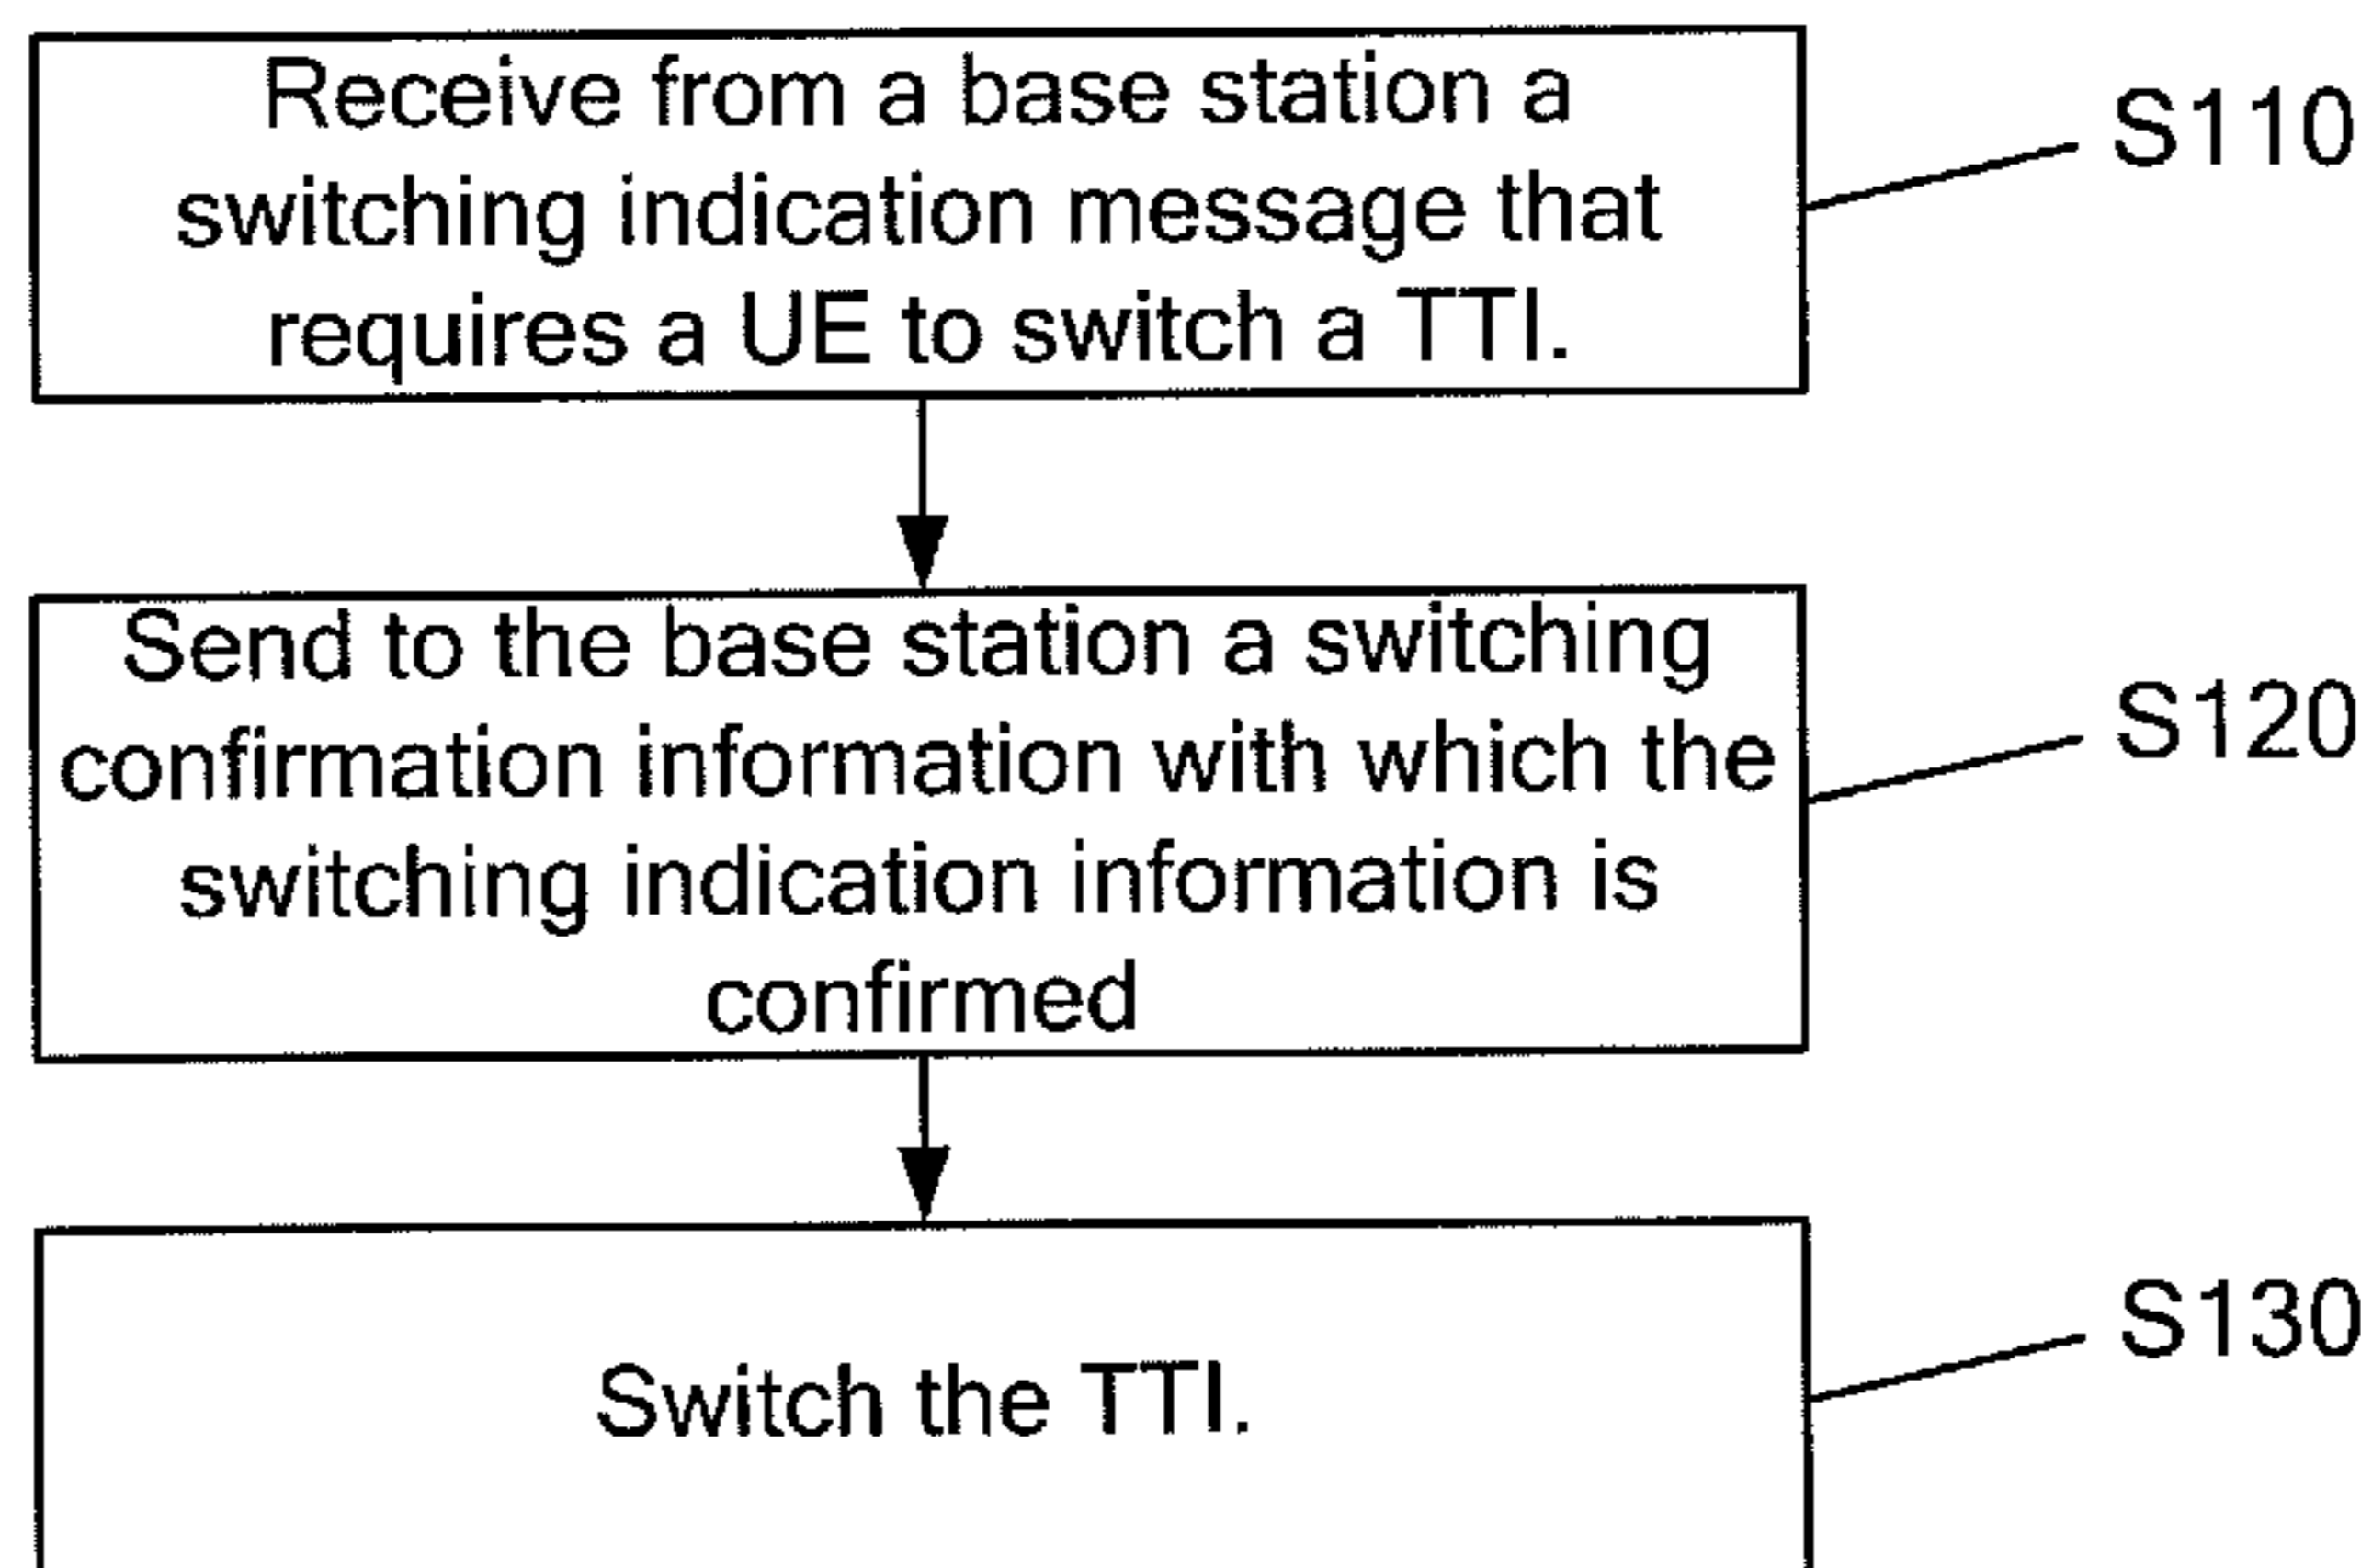 Receive from a base station a
switching indication message that
requires a UE to switch a TTI.
S110
Send to the base station a switching
confirmation information with which the
switching indication information is
confirmed
S120
Switch the TTI.
S130